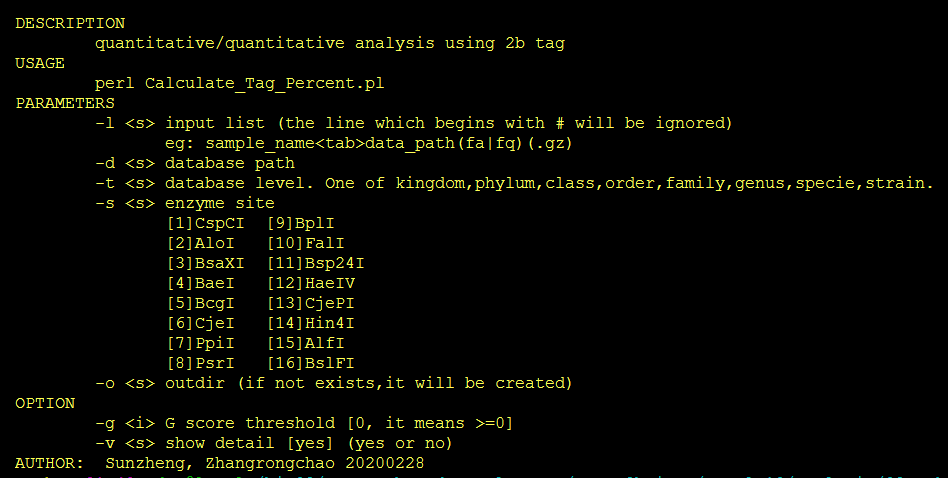 DESCRIPTION
quantitative/quantitative analysis using 2b tag
USAGE
perl Calculate_Tag_Percent.pl
PARAMETERS
-l <s> input list (the line which begins with # will be ignored)
eg: sample_name<tab>data_path(fa|fq)(.gz)
-d <s> database path
-t <s> database level. One of kingdom,phylum,class,order,family,genus,specie,strain.
-s <s> enzyme site
[1]CspCI [9]BplI
[2]AloI [10]FalI
[3]BsaXI [11]Bsp24I
[4]BaeI [12]HaeIV
[5]BcgI [13]CjePI
[6]CjeI [14]Hin4I
[7]PpiI [15]AlfI
[8]PsrI [16]BslFI
-o <s> outdir (if not exists,it will be created)
OPTION
-g <i> G score threshold [0, it means >=0]
-v <s> show detail [yes] (yes or no)
AUTHOR: Sunzheng, Zhangrongchao 20200228